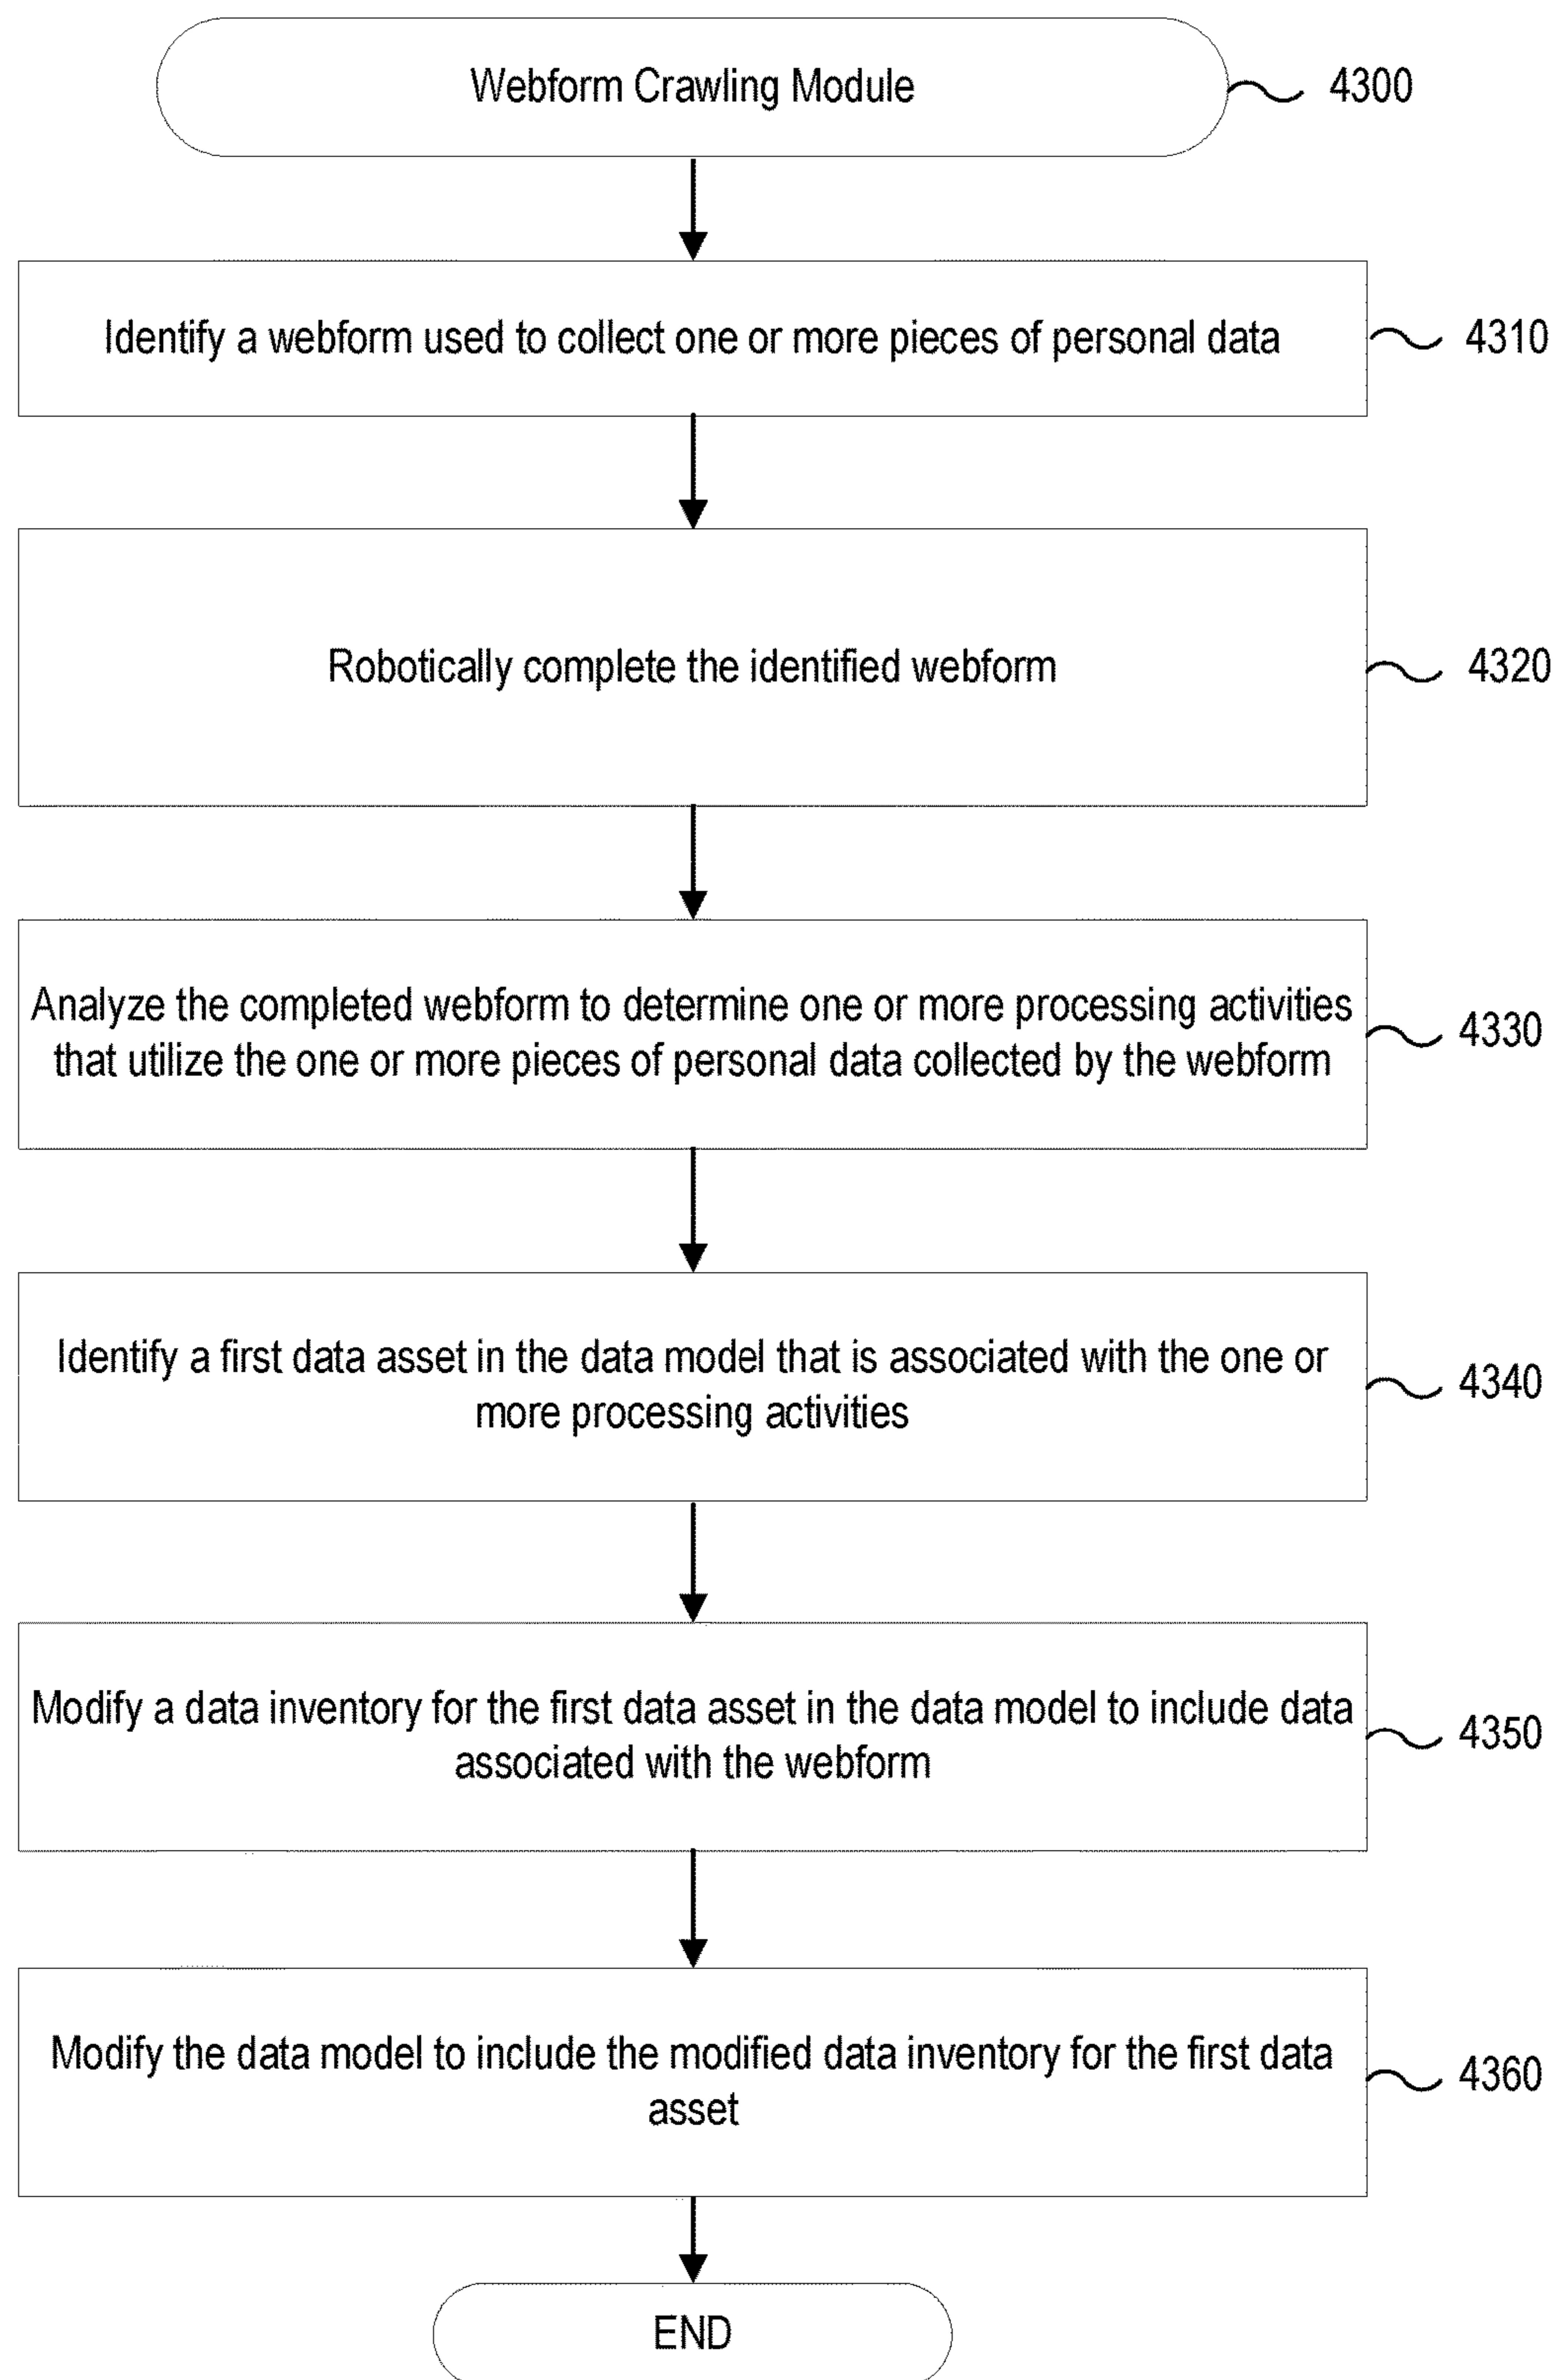 Webform Crawling Module
4300
Identify a webform used to collect one or more pieces of personal data
4310
Robotically complete the identified webform
4320
Analyze the completed webform to determine one or more processing activities
that utilize the one or more pieces of personal data collected by the webform
4330
Identify a first data asset in the data model that is associated with the one or
more processing activities
4340
Modify a data inventory for the first data asset in the data model to include data
associated with the webform
4350
Modify the data model to include the modified data inventory for the first data
asset
4360
END